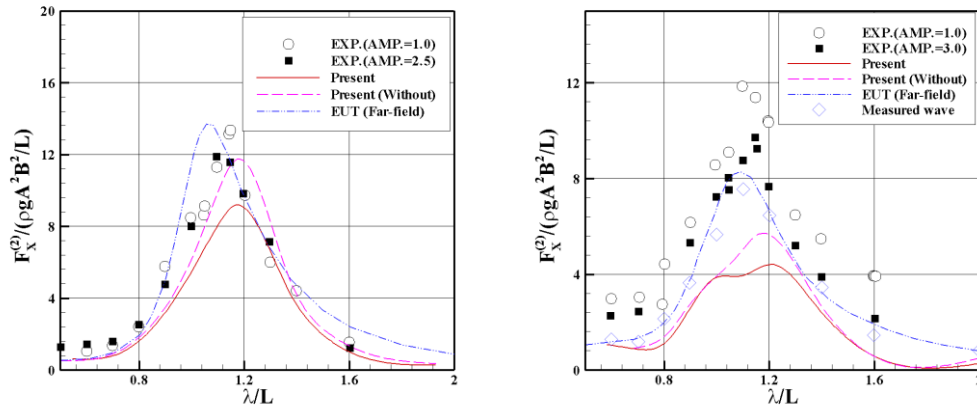 20
16
12
8
4
0
F_X^(2)/(ρgA²B²/L)
0.8
1.2
1.6
2
λ/L
EXP.(AMP.=1.0)
EXP.(AMP.=2.5)
Present
Present (Without)
EUT (Far-field)
12
8
4
0
F_X^(2)/(ρgA²B²/L)
0.8
1.2
1.6
2
λ/L
EXP.(AMP.=1.0)
EXP.(AMP.=3.0)
Present
Present (Without)
EUT (Far-field)
Measured wave